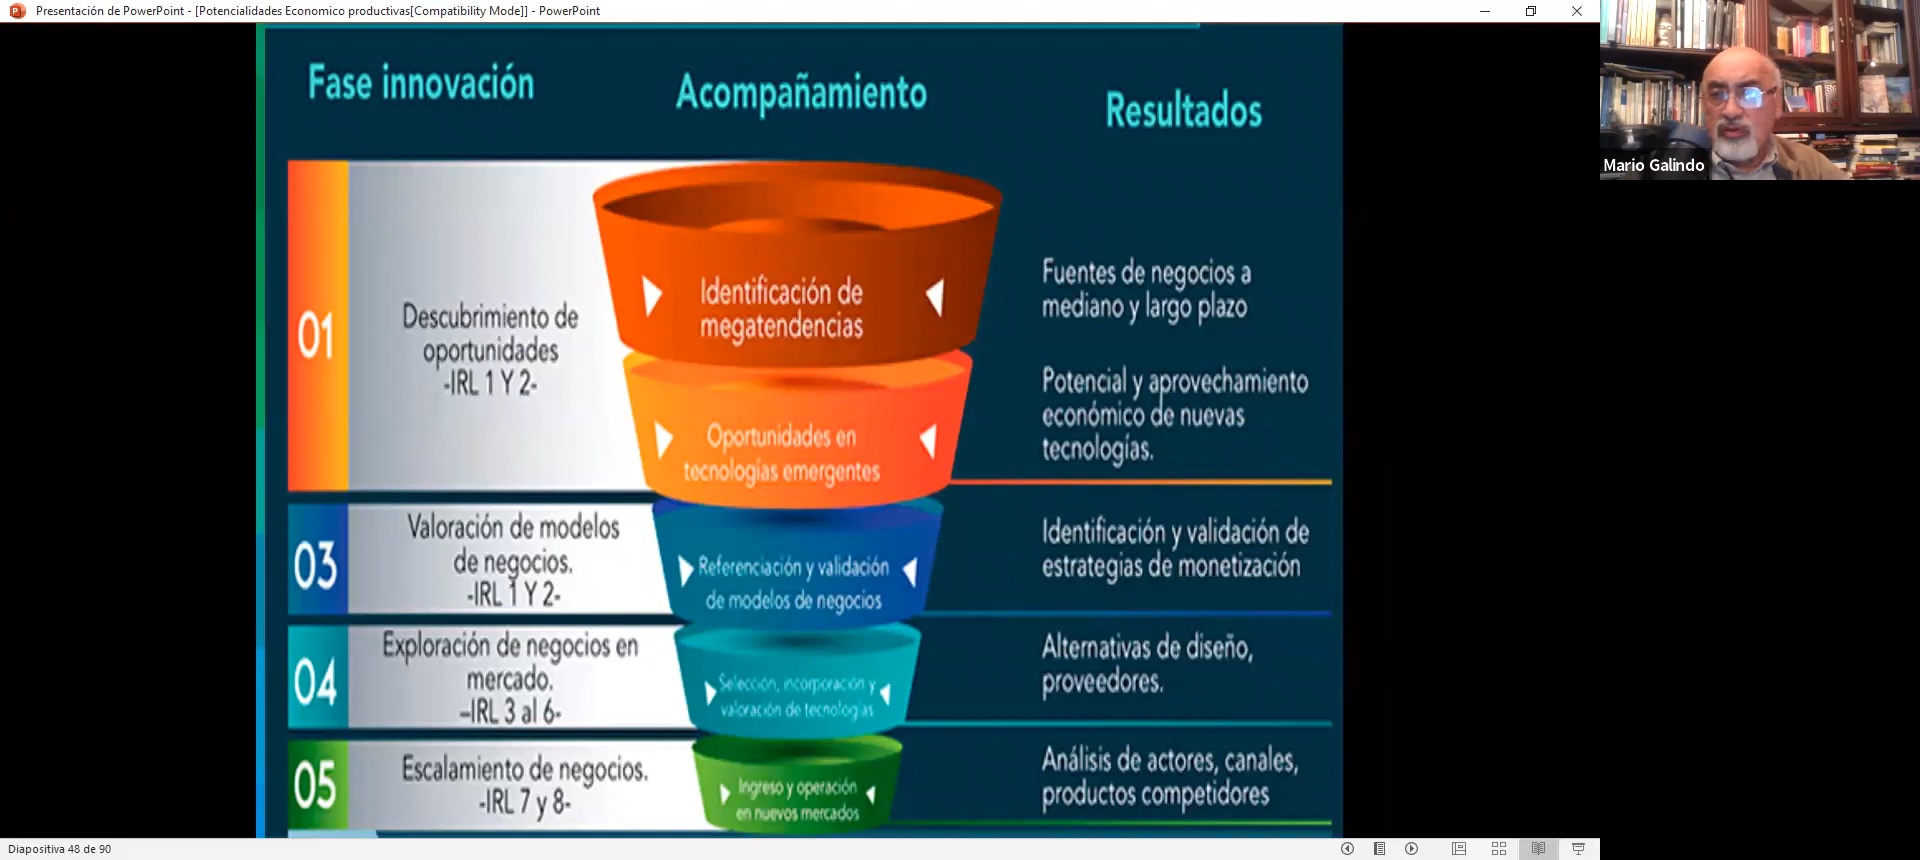 Presentación de PowerPoint - [Potencialidades Economico productivas[Compatibility Mode]] - PowerPoint
Fase innovación
Acompañamiento
Resultados
01
Descubrimiento de
oportunidades
-IRL 1 Y 2-
Identificación de
megatendencias
Fuentes de negocios a
mediano y largo plazo
Oportunidades en
tecnologías emergentes
Potencial y aprovechamiento
económico de nuevas
tecnologías.
03
Valoración de modelos
de negocios.
-IRL 1 Y 2-
Referenciación y validación
de modelos de negocios
Identificación y validación de
estrategias de monetización
04
Exploración de negocios en
mercado.
–IRL 3 al 6-
Selección, incorporación y
valoración de tecnologías
Alternativas de diseño,
proveedores.
05
Escalamiento de negocios.
-IRL 7 y 8-
Ingreso y operación
en nuevos mercados
Análisis de actores, canales,
productos competidores
Mario Galindo
Diapositiva 48 de 90